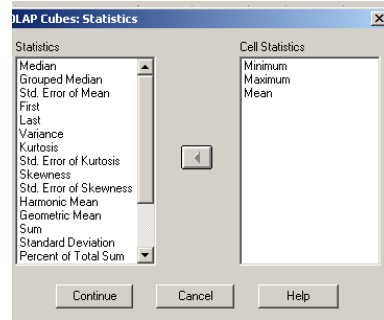 OLAP Cubes: Statistics
Statistics
Median
Grouped Median
Std. Error of Mean
First
Last
Variance
Kurtosis
Std. Error of Kurtosis
Skewness
Std. Error of Skewness
Harmonic Mean
Geometric Mean
Sum
Standard Deviation
Percent of Total Sum
Cell Statistics
Minimum
Maximum
Mean
Continue Cancel Help